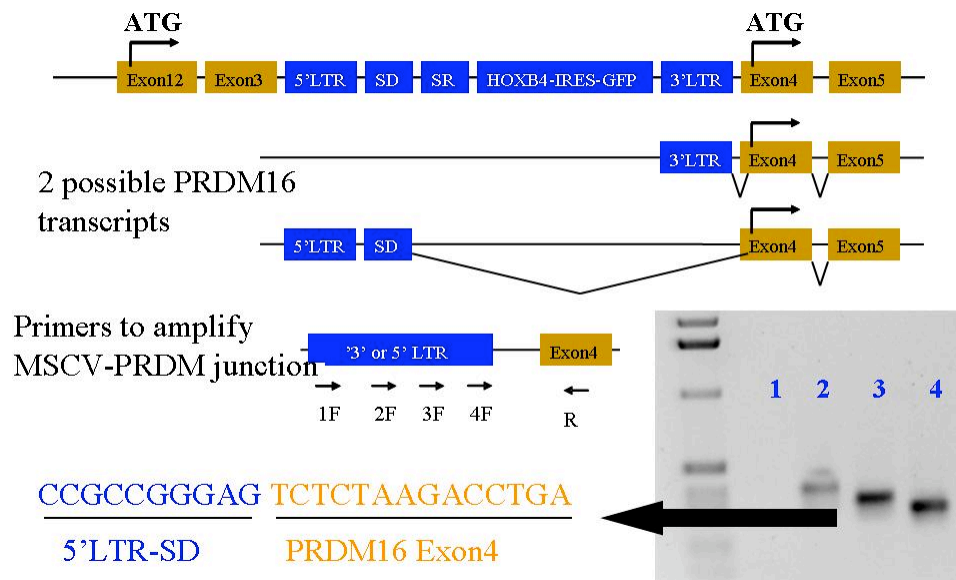 ATG ATG
Exon12 Exon3 5'LTR SD SR HOXB4-IRES-GFP 3'LTR Exon4 Exon5
3'LTR Exon4 Exon5
2 possible PRDM16
transcripts
5'LTR SD Exon4 Exon5
Primers to amplify
MSCV-PRDM junction
'3' or 5' LTR Exon4
1F 2F 3F 4F R
1 2 3 4
CCGCCGGGAG TCTCTAAGACCTGA
5'LTR-SD PRDM16 Exon4